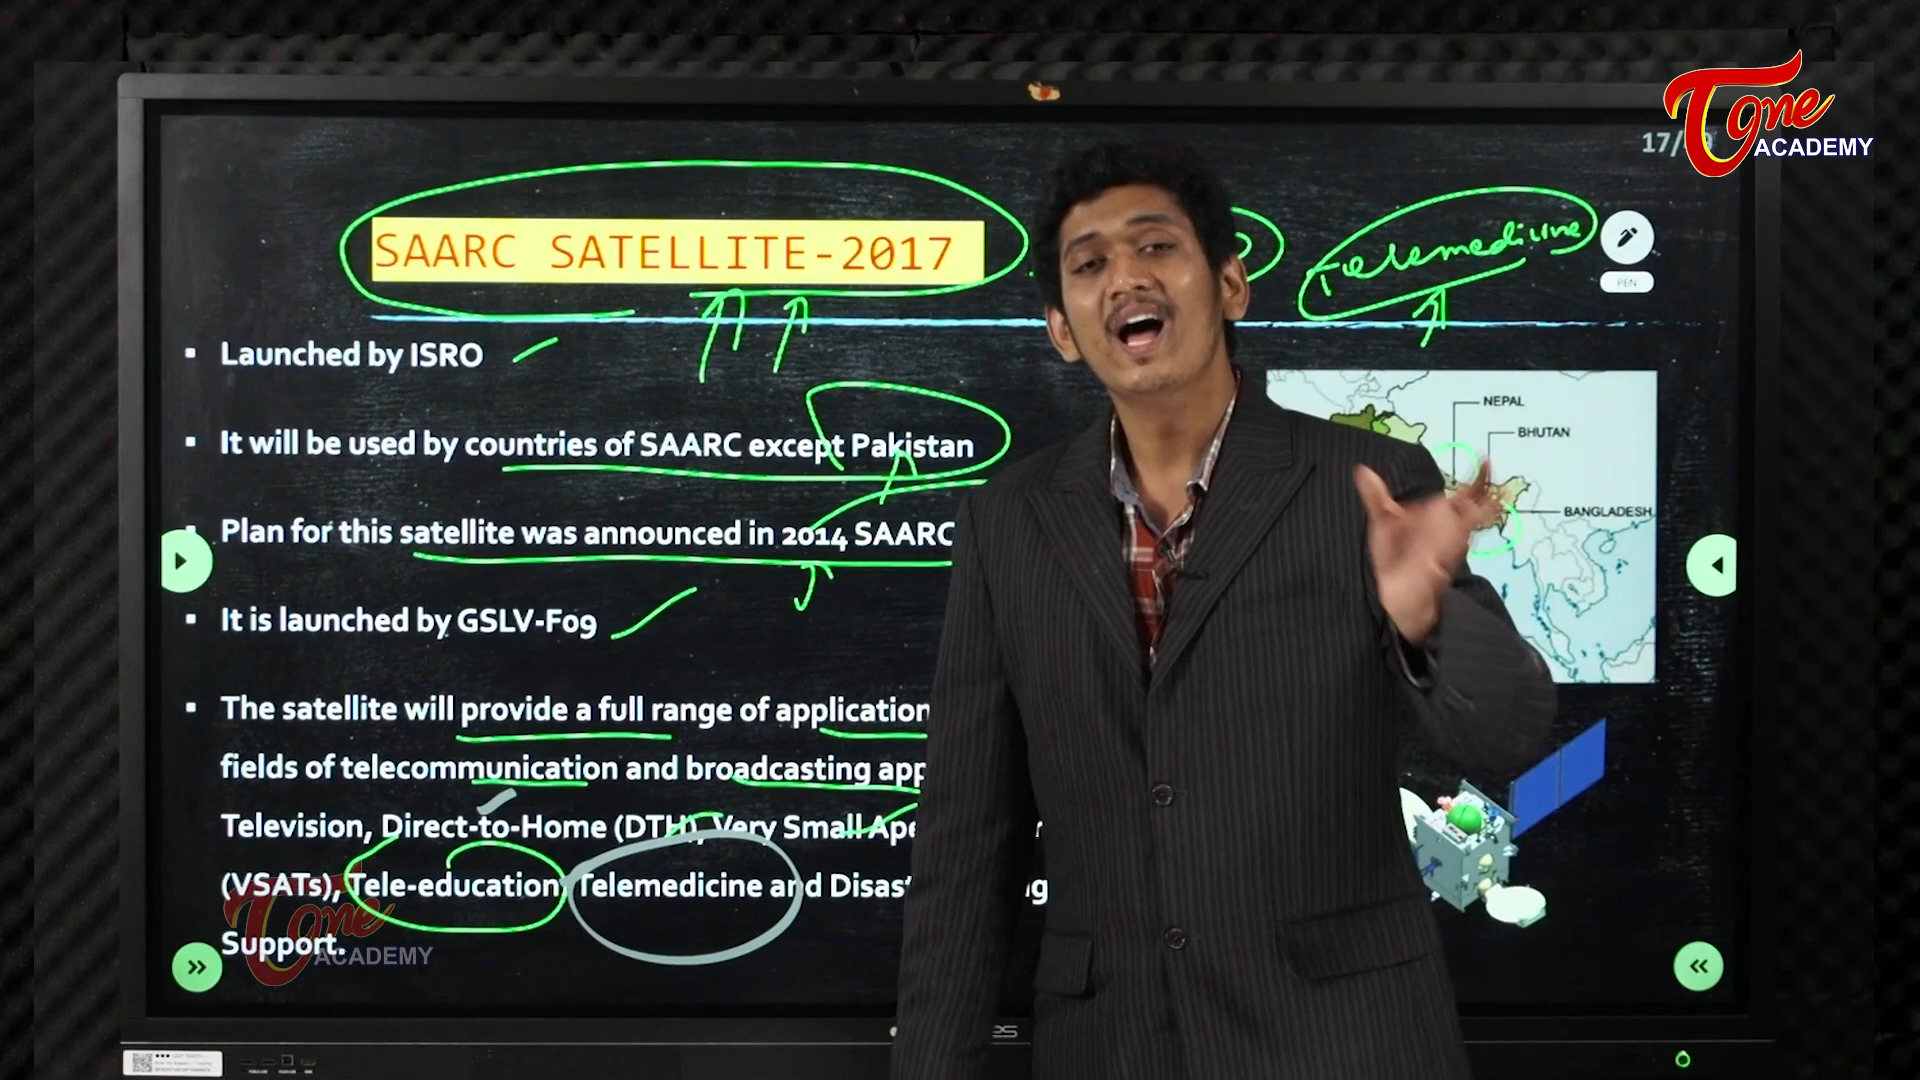 Tone
ACADEMY
17/
SAARC SATELLITE-2017
Telemedicine
PEN
▪ Launched by ISRO
▪ It will be used by countries of SAARC except Pakistan
▪ Plan for this satellite was announced in 2014 SAARC
▪ It is launched by GSLV-F09
▪ The satellite will provide a full range of application
fields of telecommunication and broadcasting
Television, Direct-to-Home (DTH), Very Small
(VSATs), Tele-education, Telemedicine and
Support.
NEPAL
BHUTAN
BANGLADESH
Tone
ACADEMY